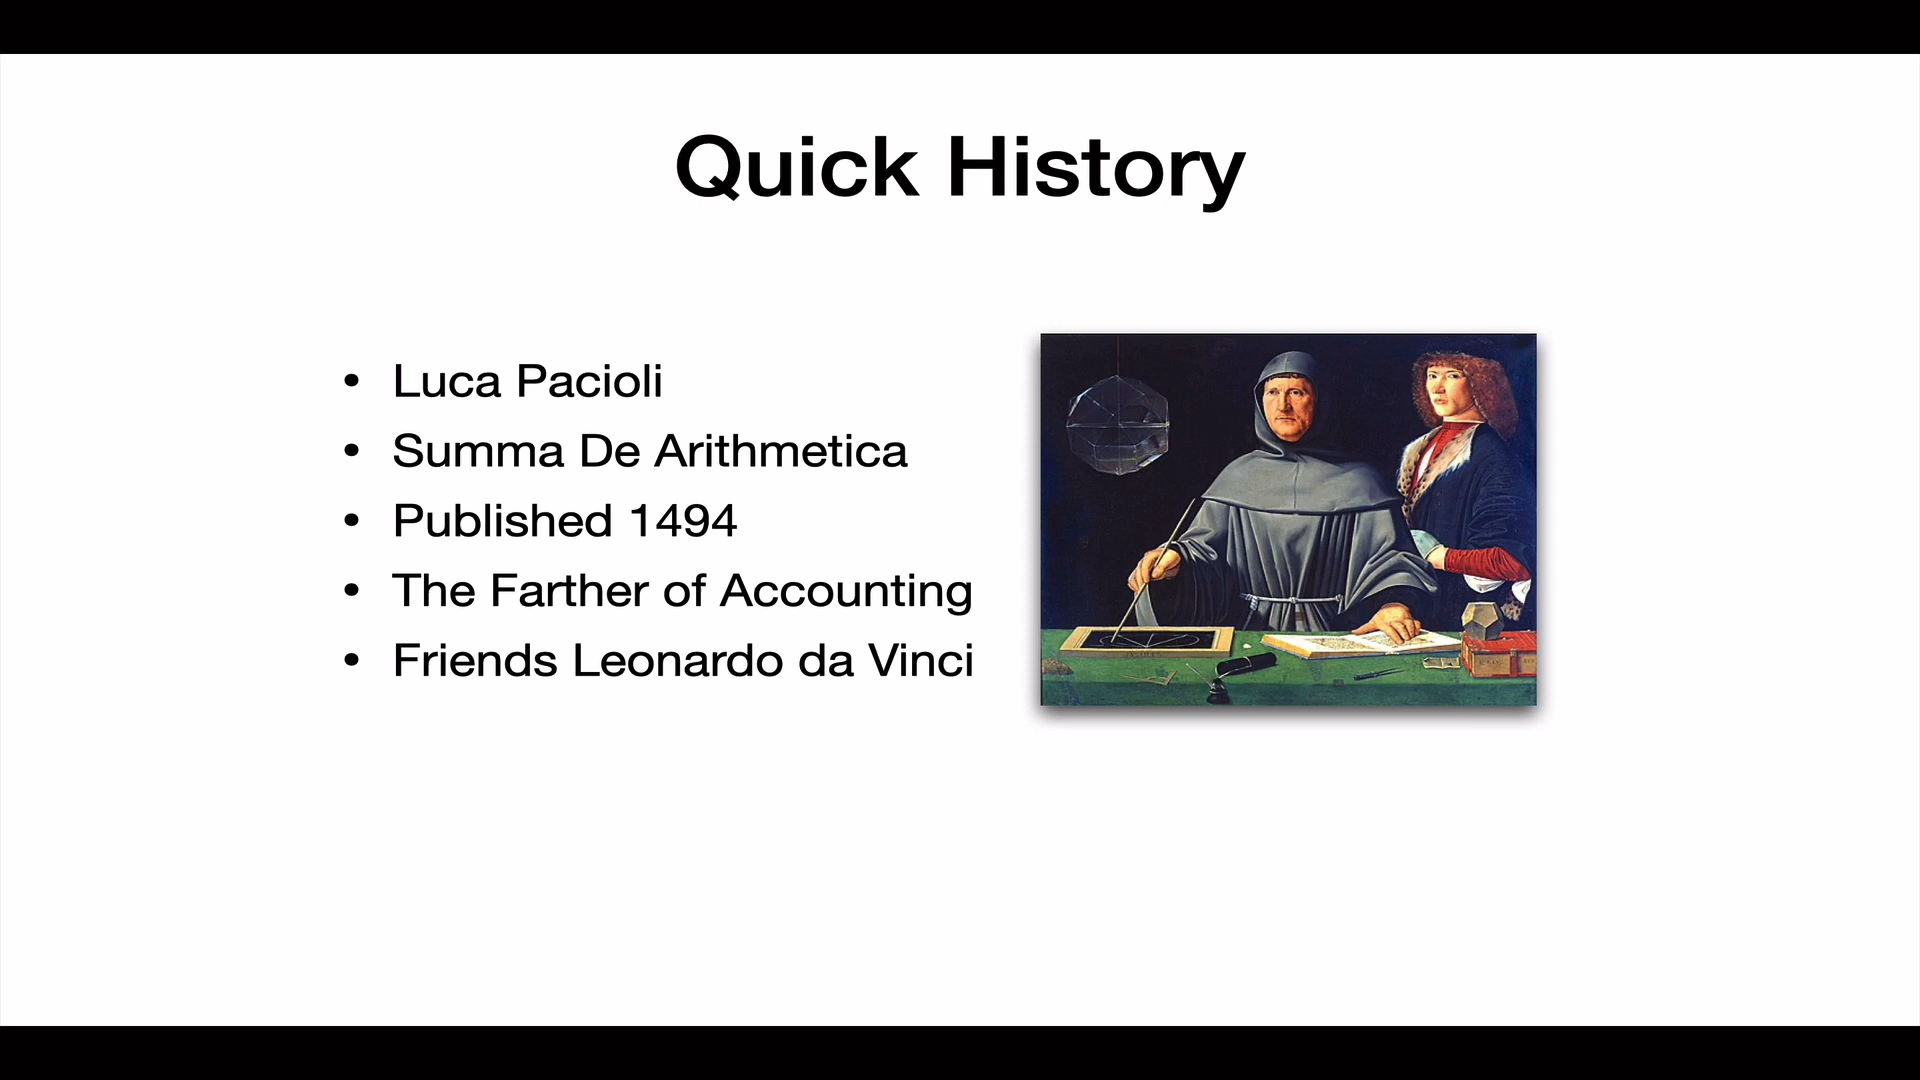 Quick History
• Luca Pacioli
• Summa De Arithmetica
• Published 1494
• The Farther of Accounting
• Friends Leonardo da Vinci